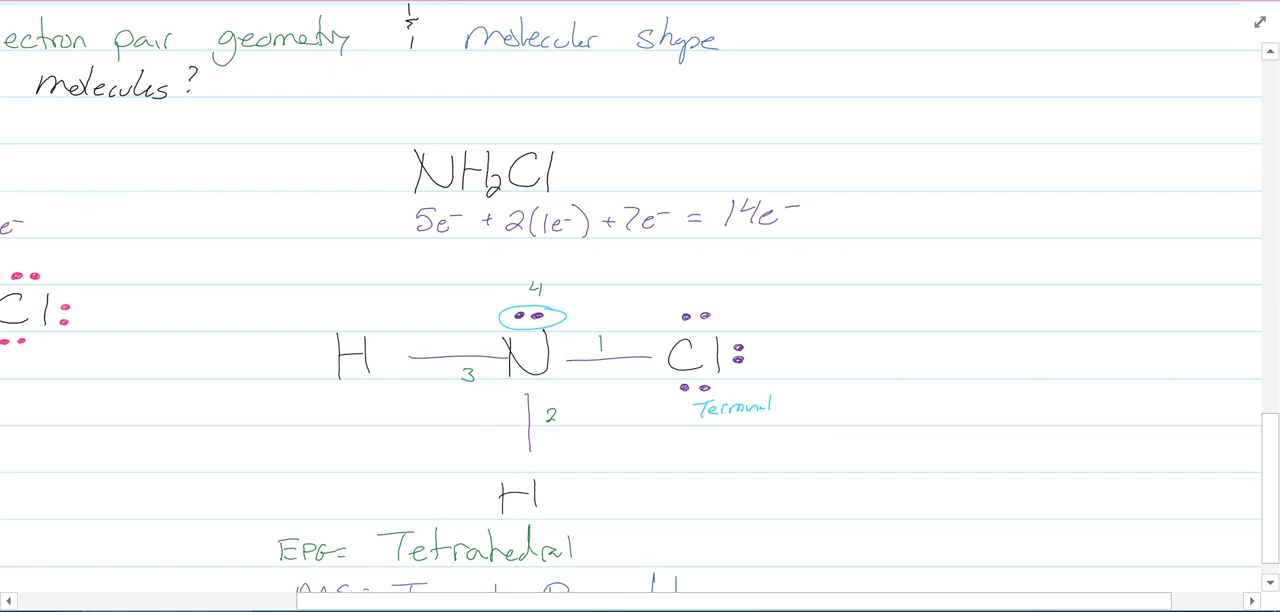 ectron pair geometry & molecular shape
molecules?
NH₂Cl
e⁻
5e⁻ + 2(1e⁻) + 7e⁻ = 14e⁻
4
Cl
H N 1 Cl
3
Terminal
2
H
EPG= Tetrahedral